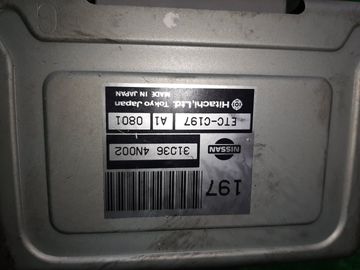 197
NISSAN
31036 4N002
ETC-C197 A1 0801
Hitachi, Ltd. Tokyo Japan
MADE IN JAPAN